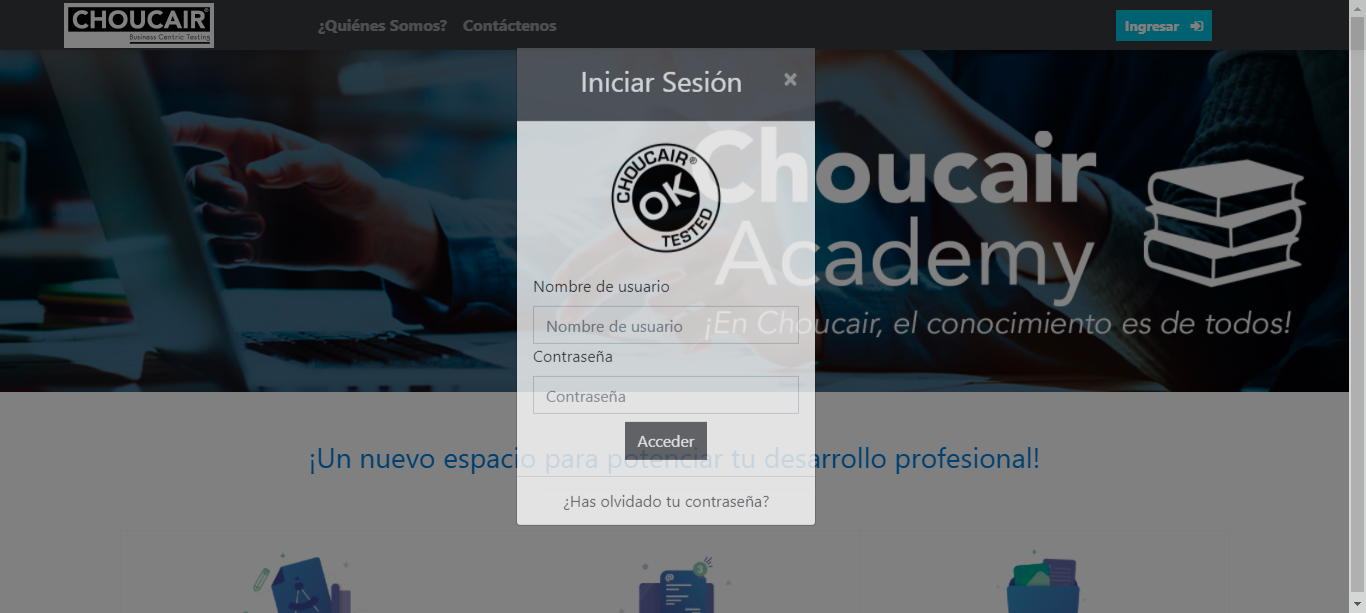 CHOUCAIR®
Business Centric Testing
¿Quiénes Somos? Contáctenos
Ingresar
Iniciar Sesión
×
CHOUCAIR®
OK
TESTED
Choucair
Academy
¡En Choucair, el conocimiento es de todos!
Nombre de usuario
Nombre de usuario
Contraseña
Contraseña
Acceder
¡Un nuevo espacio para potenciar tu desarrollo profesional!
¿Has olvidado tu contraseña?
3